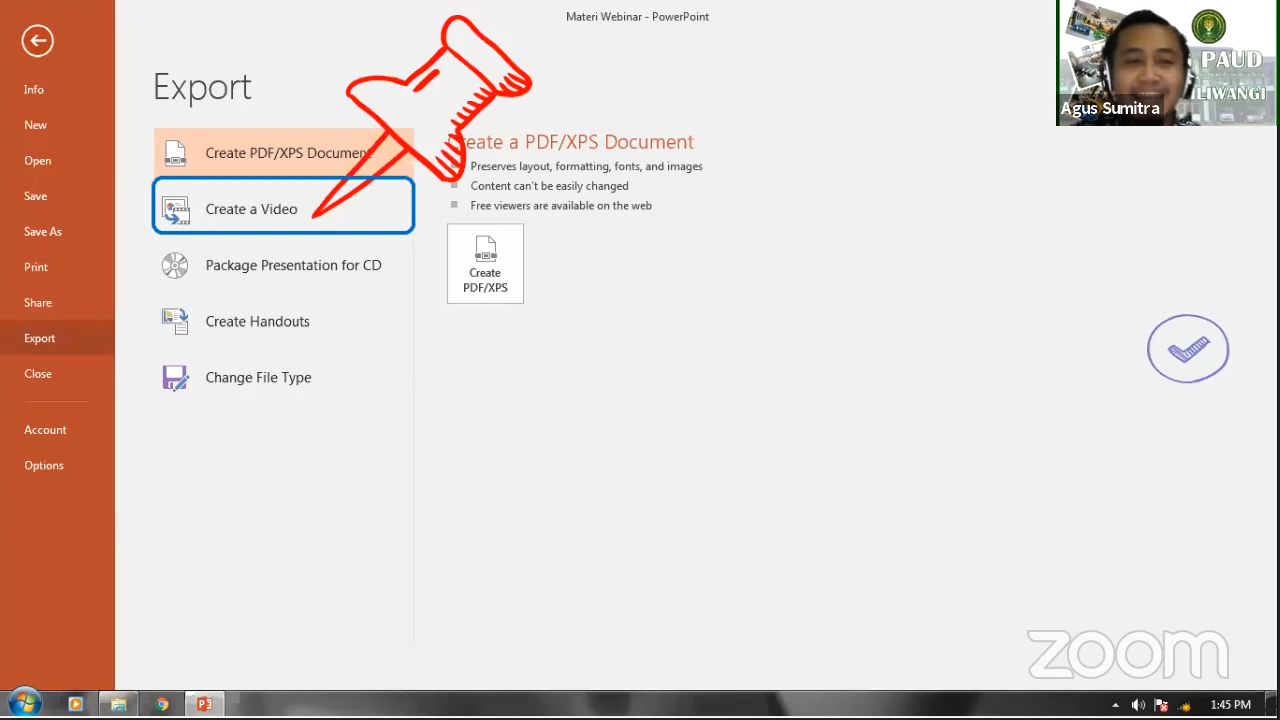 Materi Webinar - PowerPoint
Info
New
Open
Save
Save As
Print
Share
Export
Close
Account
Options
Export
Create PDF/XPS Document
Create a Video
Package Presentation for CD
Create Handouts
Change File Type
reate a PDF/XPS Document
Preserves layout, formatting, fonts, and images
Content can't be easily changed
Free viewers are available on the web
Create
PDF/XPS
PAUD
LIWANGI
Agus Sumitra
zoom
1:45 PM